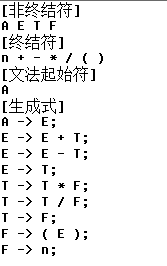 [非终结符]
A E T F
[终结符]
n + - * / ( )
[文法起始符]
A
[生成式]
A -> E;
E -> E + T;
E -> E - T;
E -> T;
T -> T * F;
T -> T / F;
T -> F;
F -> ( E );
F -> n;